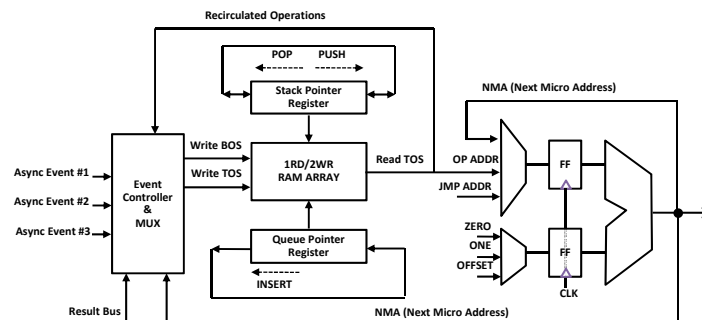 Recirculated Operations
POP PUSH
Stack Pointer
Register
NMA (Next Micro Address)
Write BOS
Write TOS
1RD/2WR
RAM ARRAY
Read TOS
OP ADDR
JMP ADDR
FF
Async Event #1
Async Event #2
Async Event #3
Event
Controller
&
MUX
ZERO
ONE
OFFSET
FF
CLK
Queue Pointer
Register
INSERT
Result Bus
NMA (Next Micro Address)